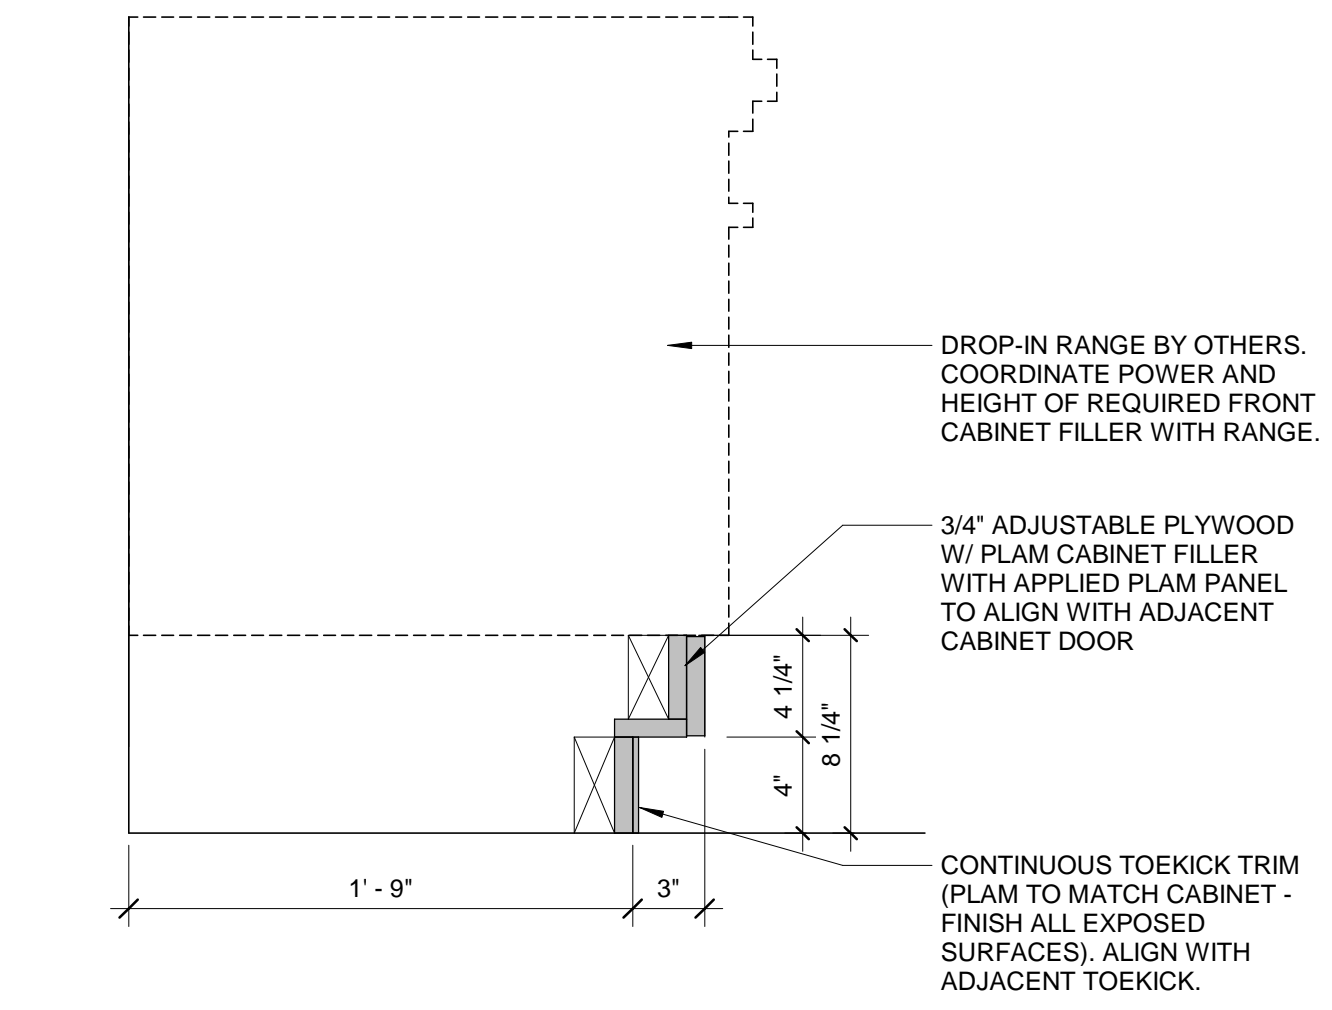 DROP-IN RANGE BY OTHERS.
COORDINATE POWER AND
HEIGHT OF REQUIRED FRONT
CABINET FILLER WITH RANGE.
3/4" ADJUSTABLE PLYWOOD
W/ PLAM CABINET FILLER
WITH APPLIED PLAM PANEL
TO ALIGN WITH ADJACENT
CABINET DOOR
4 1/4"
8 1/4"
4"
CONTINUOUS TOEKICK TRIM
(PLAM TO MATCH CABINET -
FINISH ALL EXPOSED
SURFACES). ALIGN WITH
ADJACENT TOEKICK.
1' - 9"
3"